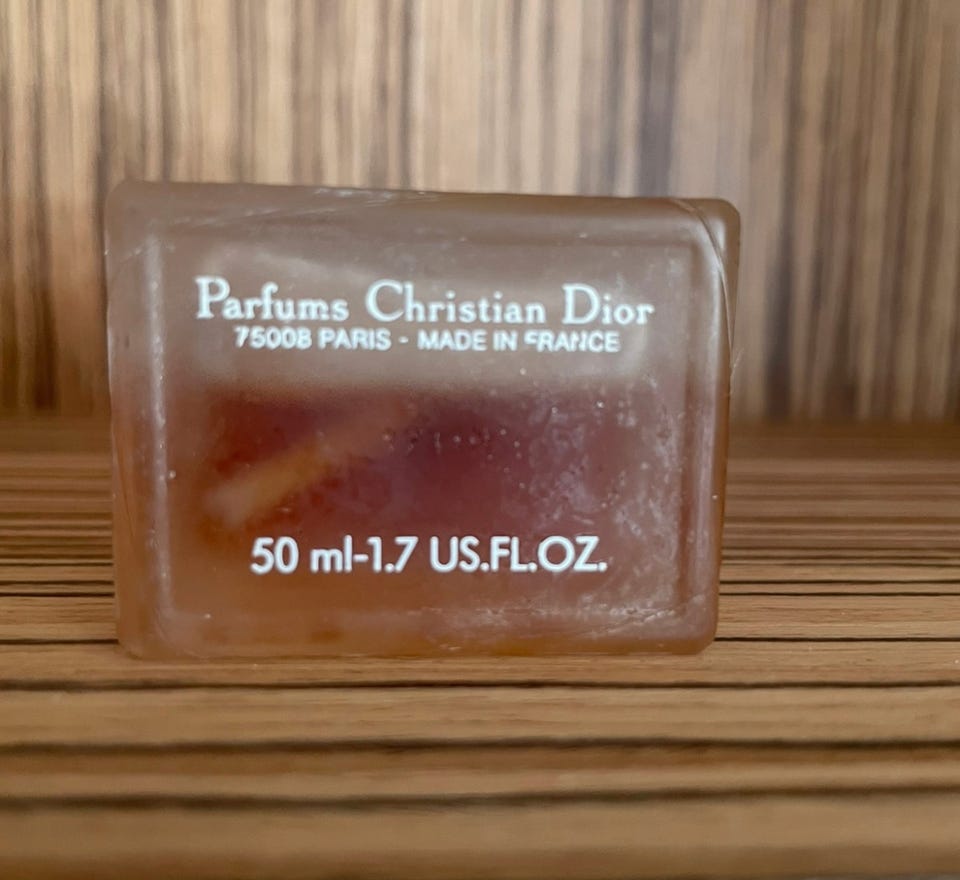 Parfums Christian Dior
75008 PARIS - MADE IN FRANCE
50 ml-1.7 US.FL.OZ.